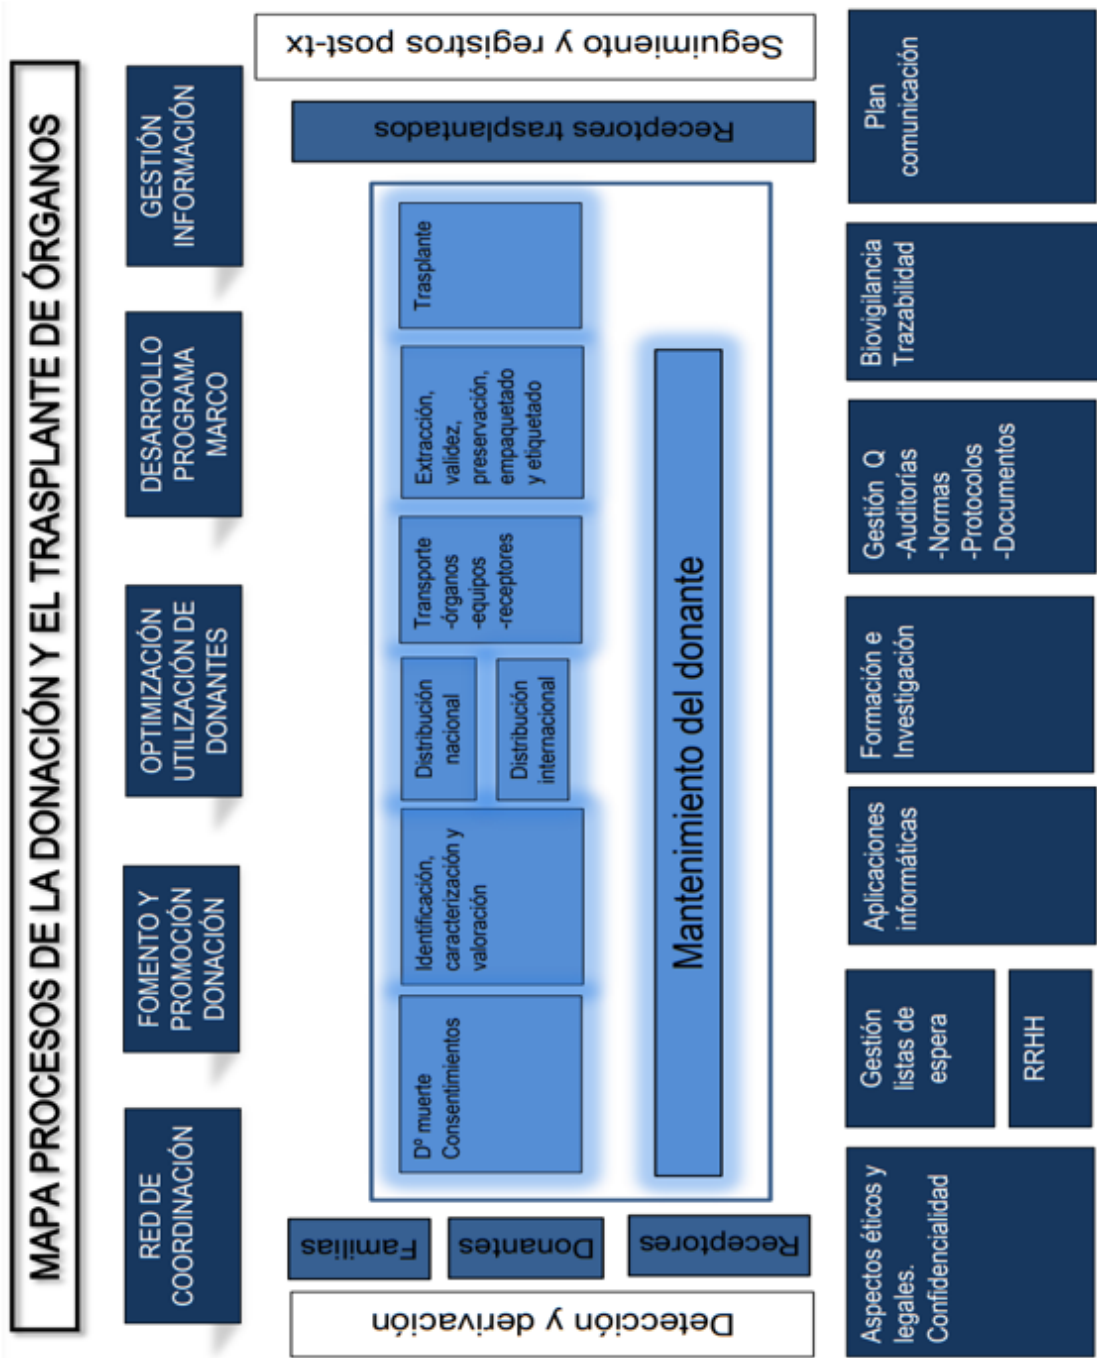 MAPA PROCESOS DE LA DONACIÓN Y EL TRASPLANTE DE ÓRGANOS
RED DE
COORDINACIÓN
FOMENTO Y
PROMOCIÓN
DONACIÓN
OPTIMIZACIÓN
UTILIZACIÓN DE
DONANTES
DESARROLLO
PROGRAMA
MARCO
GESTIÓN
INFORMACIÓN
Detección y derivación
Familias
Donantes
Receptores
Dº muerte
Consentimientos
Identificación,
caracterización y
valoración
Distribución
nacional
Distribución
internacional
Transporte
-órganos
-equipos
-receptores
Extracción,
validez,
preservación,
empaquetado
y etiquetado
Trasplante
Mantenimiento del donante
Receptores trasplantados
Seguimiento y registros post-tx
Aspectos éticos y
legales.
Confidencialidad
Gestión
listas de
espera
RRHH
Aplicaciones
informáticas
Formación e
Investigación
Gestión Q
-Auditorías
-Normas
-Protocolos
-Documentos
Biovigilancia
Trazabilidad
Plan
comunicación